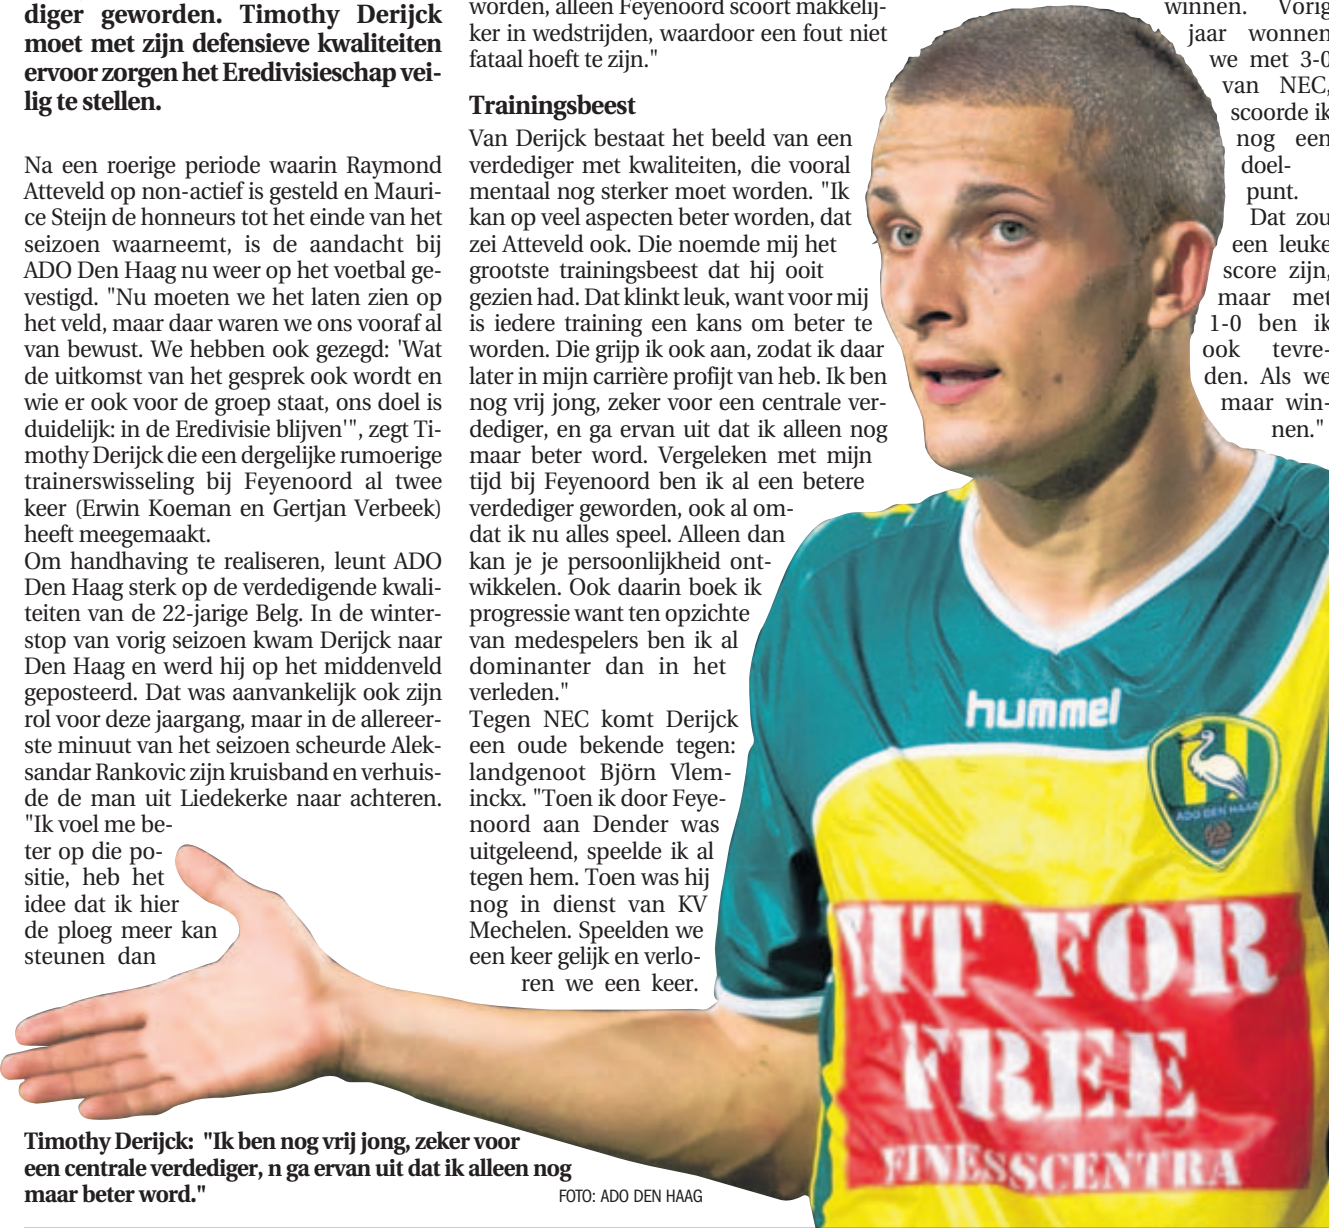 diger geworden. Timothy Derijck
moet met zijn defensieve kwaliteiten
ervoor zorgen het Eredivisieschap vei-
lig te stellen.
Na een roerige periode waarin Raymond
Atteveld op non-actief is gesteld en Mauri-
ce Steijn de honneurs tot het einde van het
seizoen waarneemt, is de aandacht bij
ADO Den Haag nu weer op het voetbal ge-
vestigd. "Nu moeten we het laten zien op
het veld, maar daar waren we ons vooraf al
van bewust. We hebben ook gezegd: 'Wat
de uitkomst van het gesprek ook wordt en
wie er ook voor de groep staat, ons doel is
duidelijk: in de Eredivisie blijven'", zegt Ti-
mothy Derijck die een dergelijke rumoerige
trainerswisseling bij Feyenoord al twee
keer (Erwin Koeman en Gertjan Verbeek)
heeft meegemaakt.
Om handhaving te realiseren, leunt ADO
Den Haag sterk op de verdedigende kwali-
teiten van de 22-jarige Belg. In de winter-
stop van vorig seizoen kwam Derijck naar
Den Haag en werd hij op het middenveld
geposteerd. Dat was aanvankelijk ook zijn
rol voor deze jaargang, maar in de allereer-
ste minuut van het seizoen scheurde Alek-
sandar Rankovic zijn kruisband en verhuis-
de de man uit Liedekerke naar achteren.
"Ik voel me be-
ter op die po-
sitie, heb het
idee dat ik hier
de ploeg meer kan
steunen dan
worden, alleen Feyenoord scoort makkelij-
ker in wedstrijden, waardoor een fout niet
fataal hoeft te zijn."
Trainingsbeest
Van Derijck bestaat het beeld van een
verdediger met kwaliteiten, die vooral
mentaal nog sterker moet worden. "Ik
kan op veel aspecten beter worden, dat
zei Atteveld ook. Die noemde mij het
grootste trainingsbeest dat hij ooit
gezien had. Dat klinkt leuk, want voor mij
is iedere training een kans om beter te
worden. Die grijp ik ook aan, zodat ik daar
later in mijn carrière profijt van heb. Ik ben
nog vrij jong, zeker voor een centrale ver-
dediger, en ga ervan uit dat ik alleen nog
maar beter word. Vergeleken met mijn
tijd bij Feyenoord ben ik al een betere
verdediger geworden, ook al om-
dat ik nu alles speel. Alleen dan
kan je je persoonlijkheid ont-
wikkelen. Ook daarin boek ik
progressie want ten opzichte
van medespelers ben ik al
dominanter dan in het
verleden."
Tegen NEC komt Derijck
een oude bekende tegen:
landgenoot Björn Vlem-
inckx. "Toen ik door Feye-
noord aan Dender was
uitgeleend, speelde ik al
tegen hem. Toen was hij
nog in dienst van KV
Mechelen. Speelden we
een keer gelijk en verlo-
ren we een keer.
winnen. Vorig
jaar wonnen
we met 3-0
van NEC,
scoorde ik
nog een
doel-
punt.
Dat zou
een leuke
score zijn,
maar met
1-0 ben ik
ook tevre-
den. Als we
maar win-
nen."
hummel
ADO DEN HAAG
FOR
FREE
Timothy Derijck: "Ik ben nog vrij jong, zeker voor
een centrale verdediger, n ga ervan uit dat ik alleen nog
maar beter word."
FOTO: ADO DEN HAAG